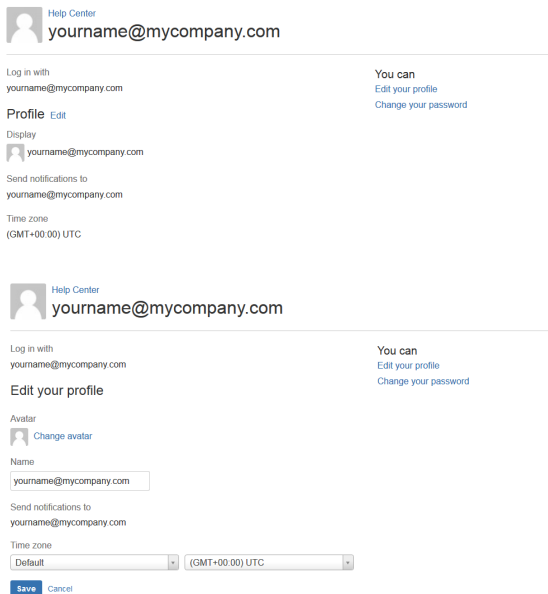 Help Center
yourname@mycompany.com
Log in with
yourname@mycompany.com
You can
Edit your profile
Change your password
Profile Edit
Display
yourname@mycompany.com
Send notifications to
yourname@mycompany.com
Time zone
(GMT+00:00) UTC
Help Center
yourname@mycompany.com
Log in with
yourname@mycompany.com
You can
Edit your profile
Change your password
Edit your profile
Avatar
Change avatar
Name
yourname@mycompany.com
Send notifications to
yourname@mycompany.com
Time zone
Default (GMT+00:00) UTC
Save Cancel